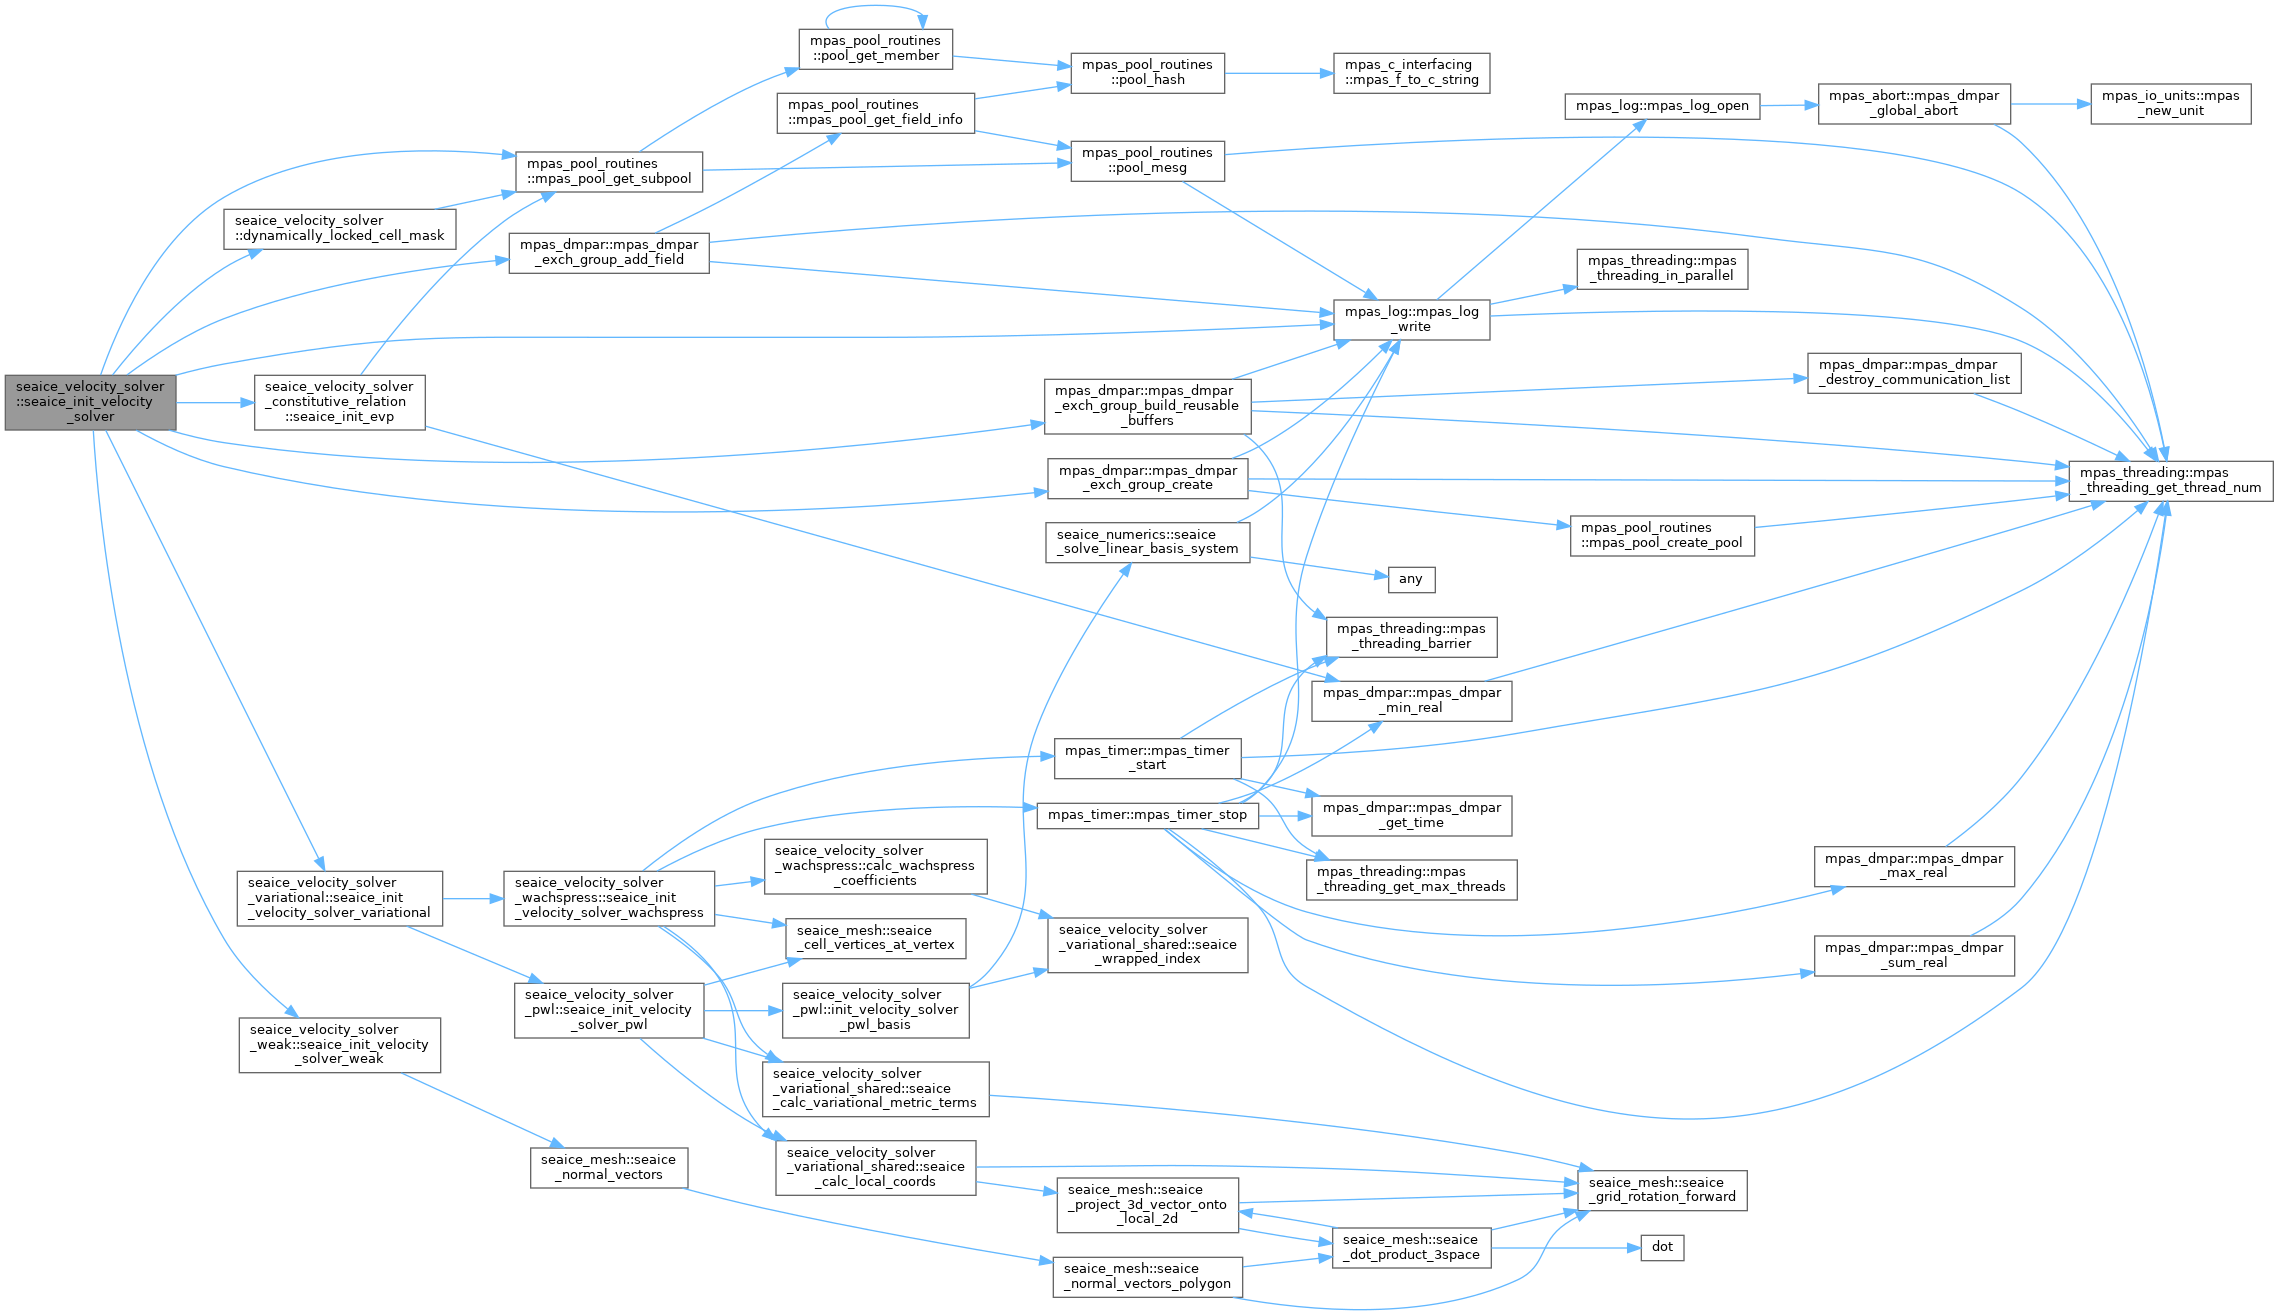 mpas_pool_routines
::pool_get_member
mpas_pool_routines
::pool_hash
mpas_c_interfacing
::mpas_f_to_c_string
mpas_pool_routines
::mpas_pool_get_field_info
mpas_log::mpas_log_open
mpas_abort::mpas_dmpar
_global_abort
mpas_io_units::mpas
_new_unit
mpas_pool_routines
::mpas_pool_get_subpool
mpas_pool_routines
::pool_mesg
seaice_velocity_solver
::dynamically_locked_cell_mask
mpas_dmpar::mpas_dmpar
_exch_group_add_field
mpas_threading::mpas
_threading_in_parallel
mpas_log::mpas_log
_write
seaice_velocity_solver
::seaice_init_velocity
_solver
seaice_velocity_solver
_constitutive_relation
::seaice_init_evp
mpas_dmpar::mpas_dmpar
_exch_group_build_reusable
_buffers
mpas_dmpar::mpas_dmpar
_destroy_communication_list
mpas_dmpar::mpas_dmpar
_exch_group_create
mpas_threading::mpas
_threading_get_thread_num
seaice_numerics::seaice
_solve_linear_basis_system
mpas_pool_routines
::mpas_pool_create_pool
any
mpas_threading::mpas
_threading_barrier
mpas_dmpar::mpas_dmpar
_min_real
mpas_timer::mpas_timer
_start
mpas_timer::mpas_timer_stop
mpas_dmpar::mpas_dmpar
_get_time
seaice_velocity_solver
_wachspress::calc_wachspress
_coefficients
mpas_threading::mpas
_threading_get_max_threads
mpas_dmpar::mpas_dmpar
_max_real
seaice_velocity_solver
_variational::seaice_init
_velocity_solver_variational
seaice_velocity_solver
_wachspress::seaice_init
_velocity_solver_wachspress
seaice_mesh::seaice
_cell_vertices_at_vertex
seaice_velocity_solver
_variational_shared::seaice
_wrapped_index
mpas_dmpar::mpas_dmpar
_sum_real
seaice_velocity_solver
_pwl::seaice_init_velocity
_solver_pwl
seaice_velocity_solver
_pwl::init_velocity_solver
_pwl_basis
seaice_velocity_solver
_weak::seaice_init_velocity
_solver_weak
seaice_velocity_solver
_variational_shared::seaice
_calc_variational_metric_terms
seaice_mesh::seaice
_normal_vectors
seaice_velocity_solver
_variational_shared::seaice
_calc_local_coords
seaice_mesh::seaice
_project_3d_vector_onto
_local_2d
seaice_mesh::seaice
_grid_rotation_forward
seaice_mesh::seaice
_dot_product_3space
dot
seaice_mesh::seaice
_normal_vectors_polygon